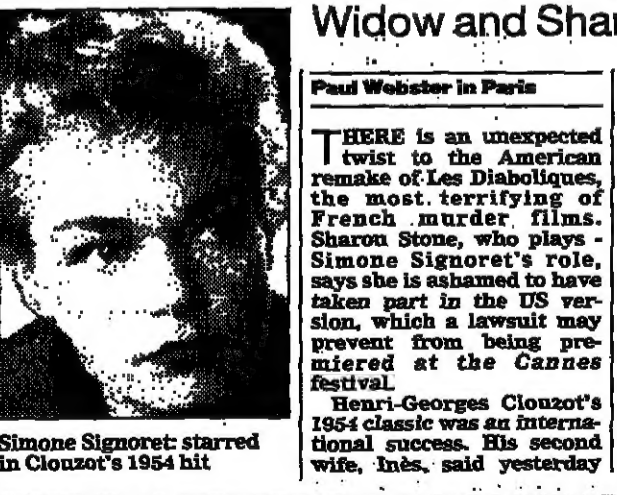 Widow and Shar
Paul Webster in Paris
THERE is an unexpected
twist to the American
remake of Les Diaboliques,
the most terrifying of
French murder films.
Sharon Stone, who plays
Simone Signoret's role,
says she is ashamed to have
taken part in the US ver-
sion, which a lawsuit may
prevent from being pre-
miered at the Cannes
festival.
Henri-Georges Clouzot's
1954 classic was an interna-
tional success. His second
wife, Inès, said yesterday
Simone Signoret: starred
in Clouzot's 1954 hit